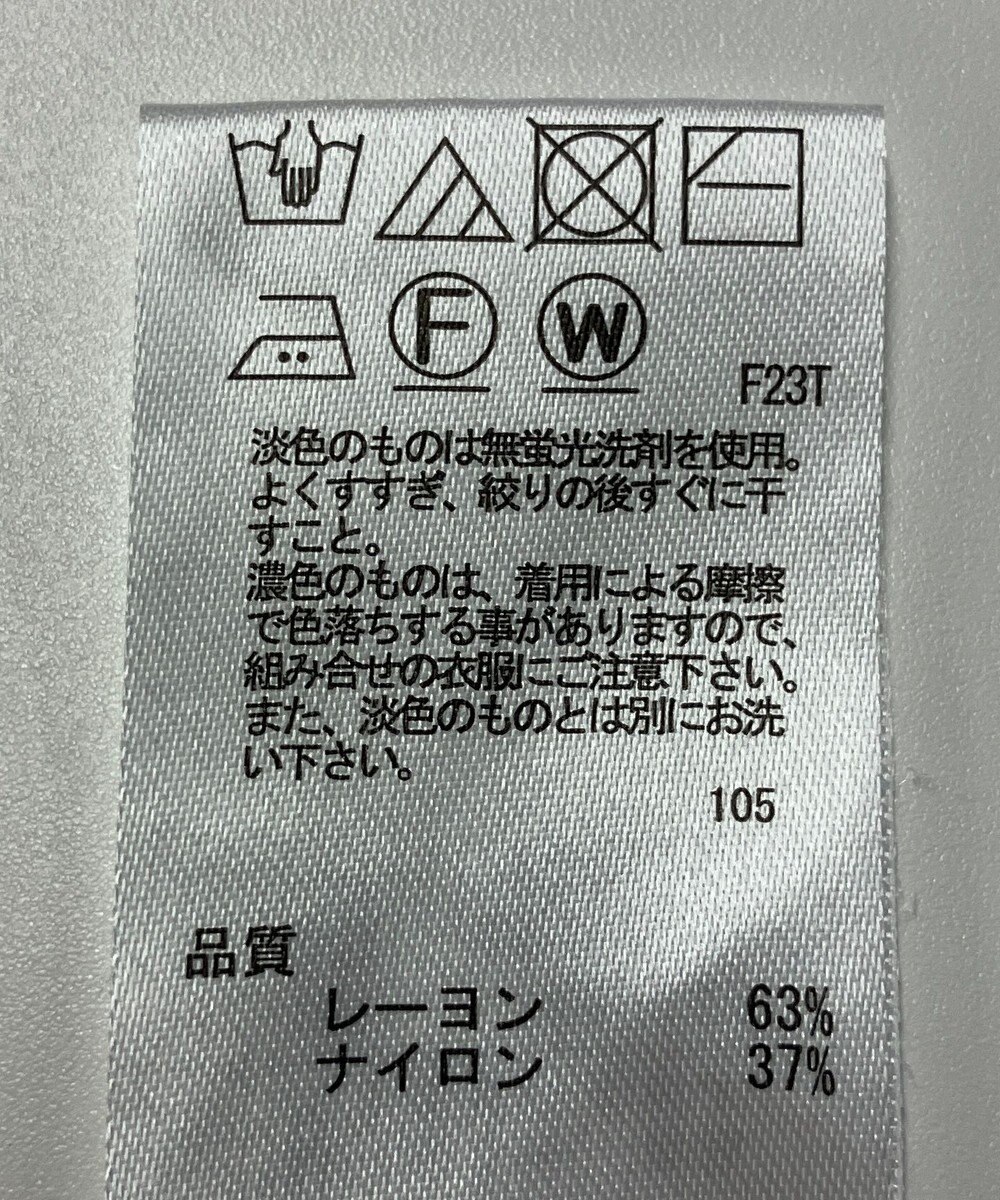 F
W
F23T
淡色のものは無蛍光洗剤を使用。
よくすすぎ、絞りの後すぐに干
すこと。
濃色のものは、着用による摩擦
で色落ちする事がありますので、
組み合せの衣服にご注意下さい。
また、淡色のものとは別にお洗
い下さい。
105
品質
レーヨン 63%
ナイロン 37%